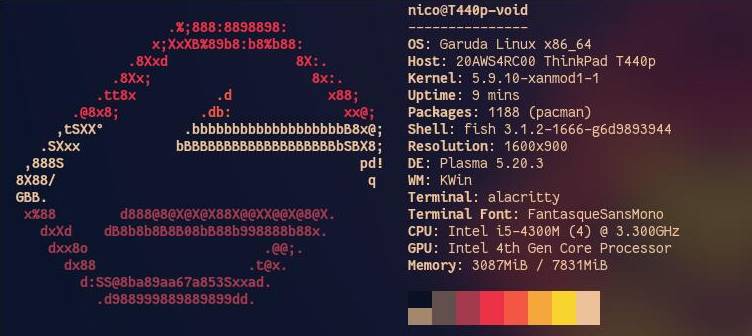 nico@T440p-void
---------------
OS: Garuda Linux x86_64
Host: 20AWS4RC00 ThinkPad T440p
Kernel: 5.9.10-xanmod1-1
Uptime: 9 mins
Packages: 1188 (pacman)
Shell: fish 3.1.2-1666-g6d9893944
Resolution: 1600x900
DE: Plasma 5.20.3
WM: KWin
Terminal: alacritty
Terminal Font: FantasqueSansMono
CPU: Intel i5-4300M (4) @ 3.300GHz
GPU: Intel 4th Gen Core Processor
Memory: 3087MiB / 7831MiB
.%;888:8898898:
x;XxXB%89b8:b8%b88:
.8Xxd 8X:.
.8Xx; 8x:.
.tt8x .d x88;
.@8x8; .db: xx@;
,tSXX° .bbbbbbbbbbbbbbbbbbbB8x@;
.SXxx bBBBBBBBBBBBBBBBBBBBbSBX8;
,888S pd!
8X88/ q
GBB.
x%88 d888@8@X@X@X88X@@XX@@X@8@X.
dxXd dB8b8b8B8B08bB88b998888b88x.
dxx8o .@@;.
dx88 .t@x.
d:SS@8ba89aa67a853Sxxad.
.d988999889889899dd.